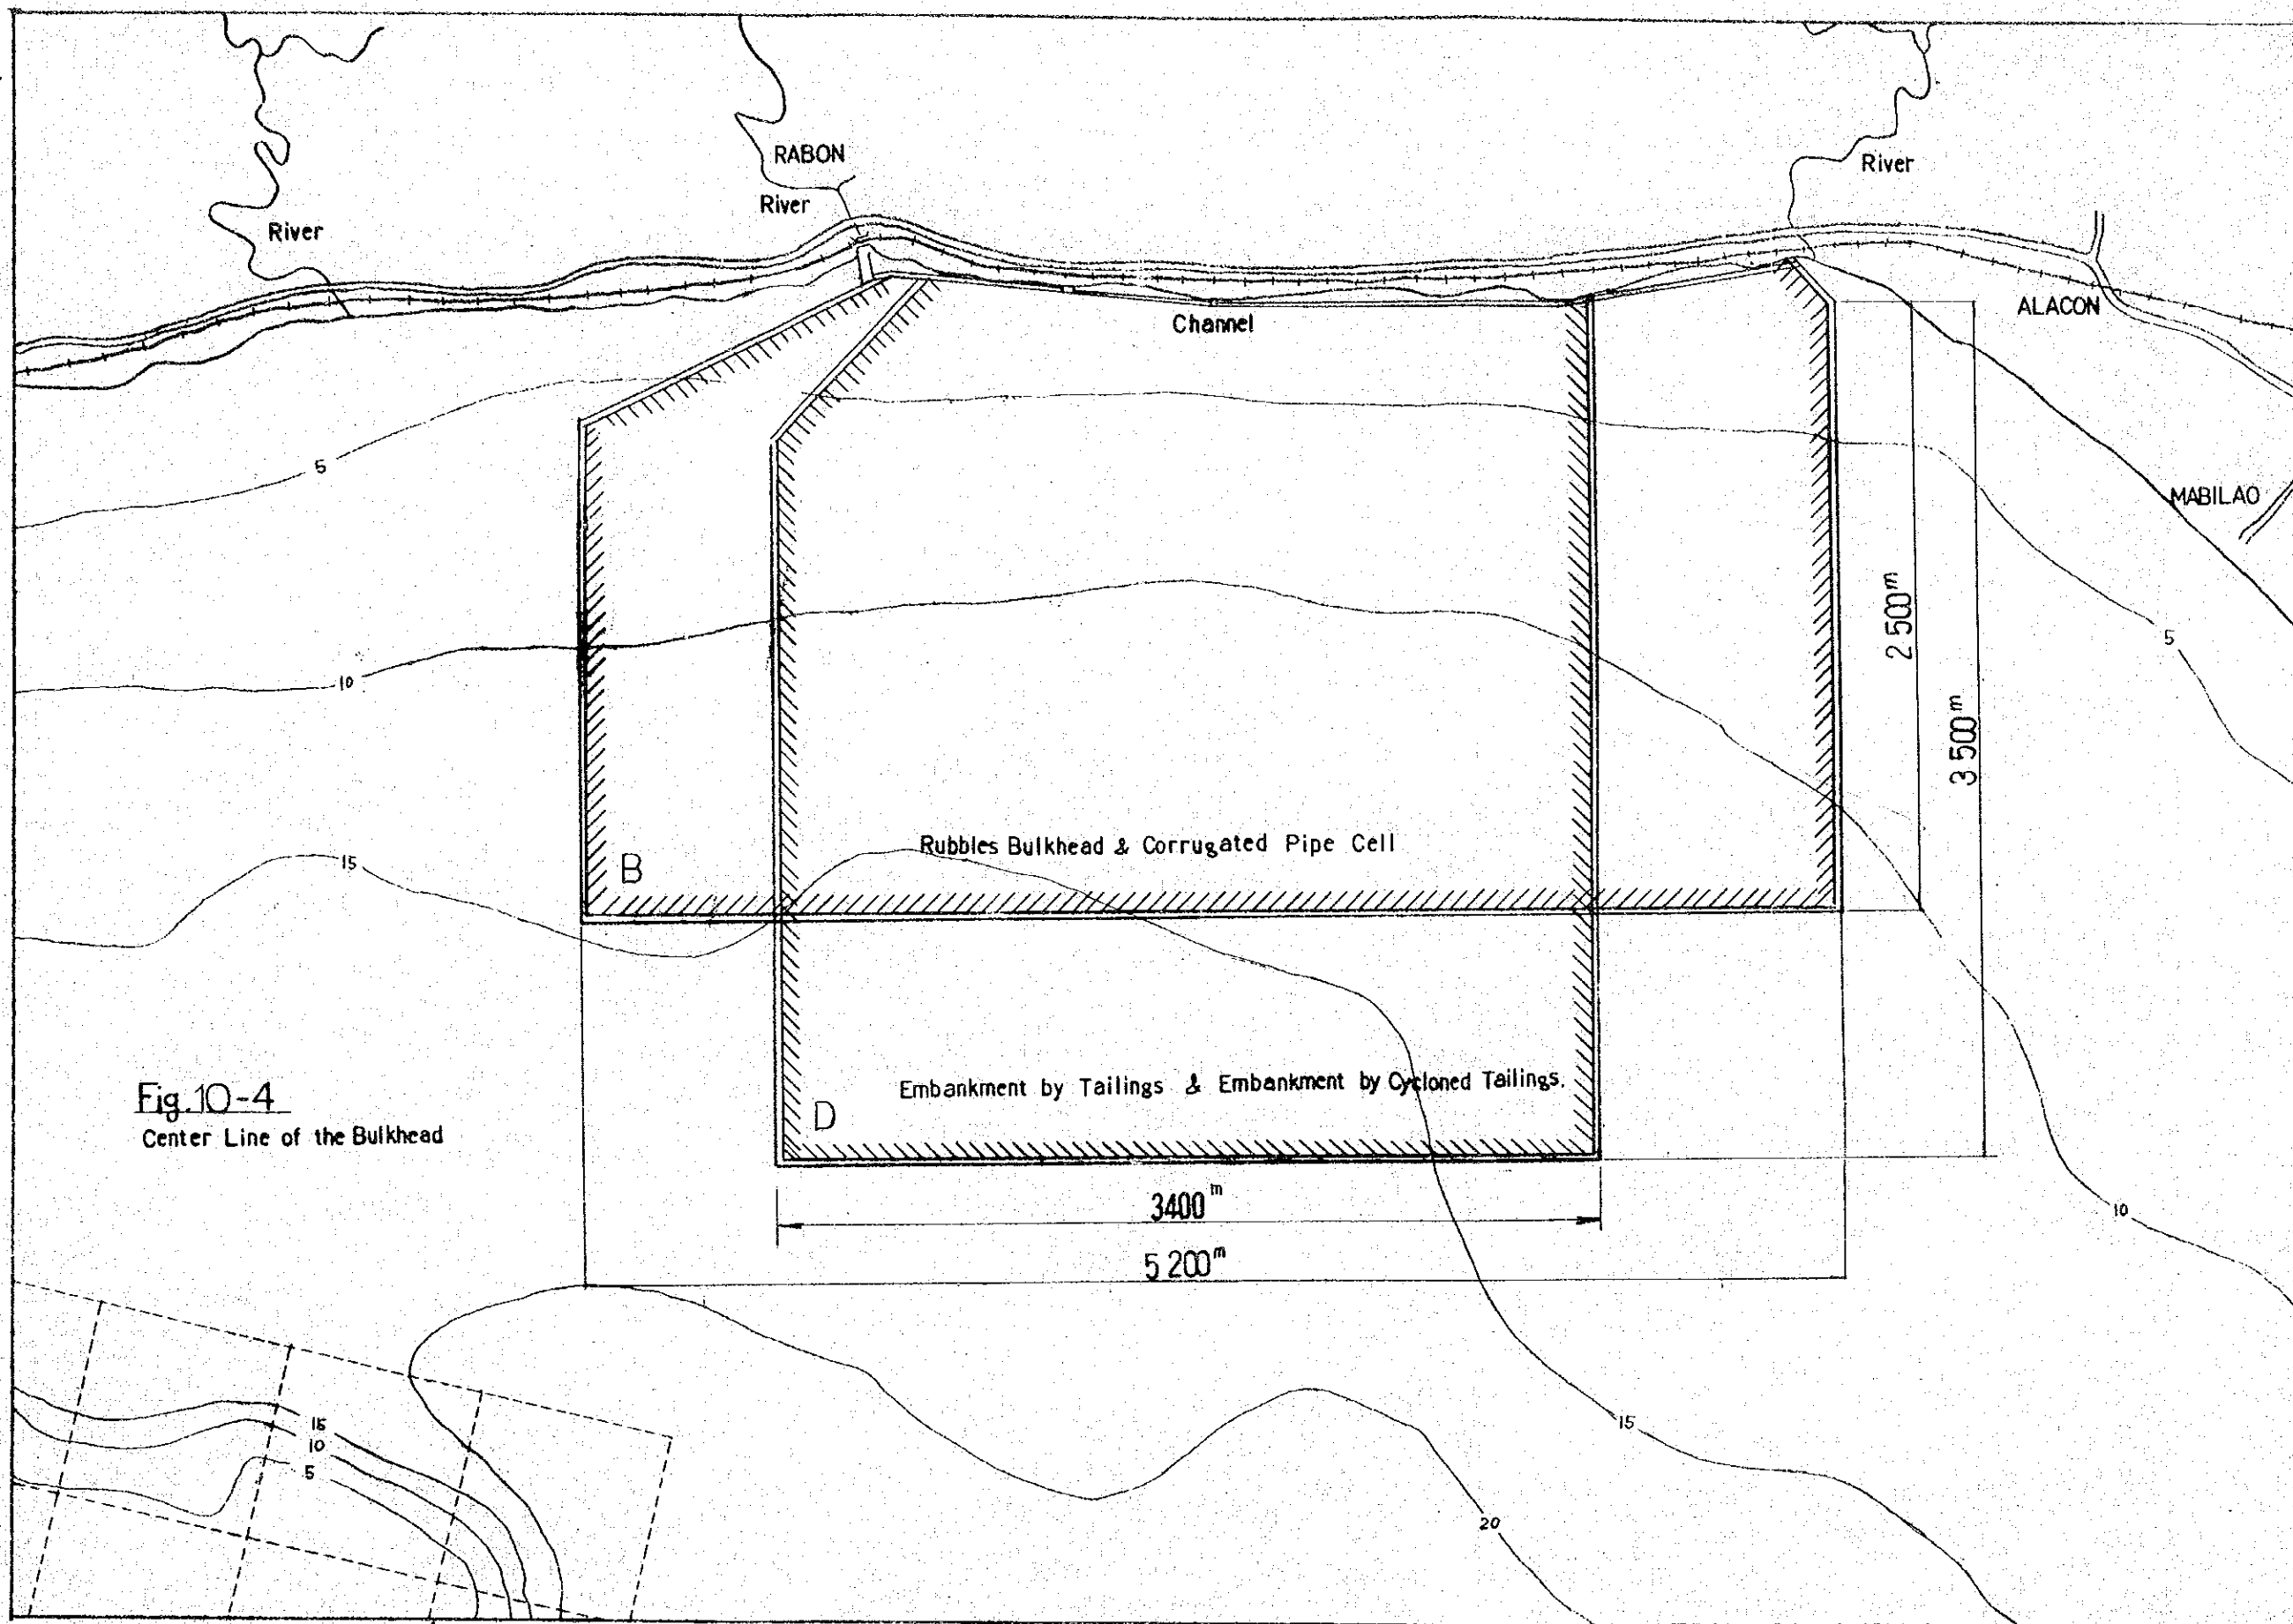 RABON
River
River
River
Channel
ALACON
MABILAO
5
5
10
2 500m
3 500m
15
Rubbles Bulkhead & Corrugated Pipe Cell
B
Embankment by Tailings & Embankment by Cycloned Tailings.
D
Fig. 10-4
Center Line of the Bulkhead
3400m
5 200m
10
15
10
5
15
20